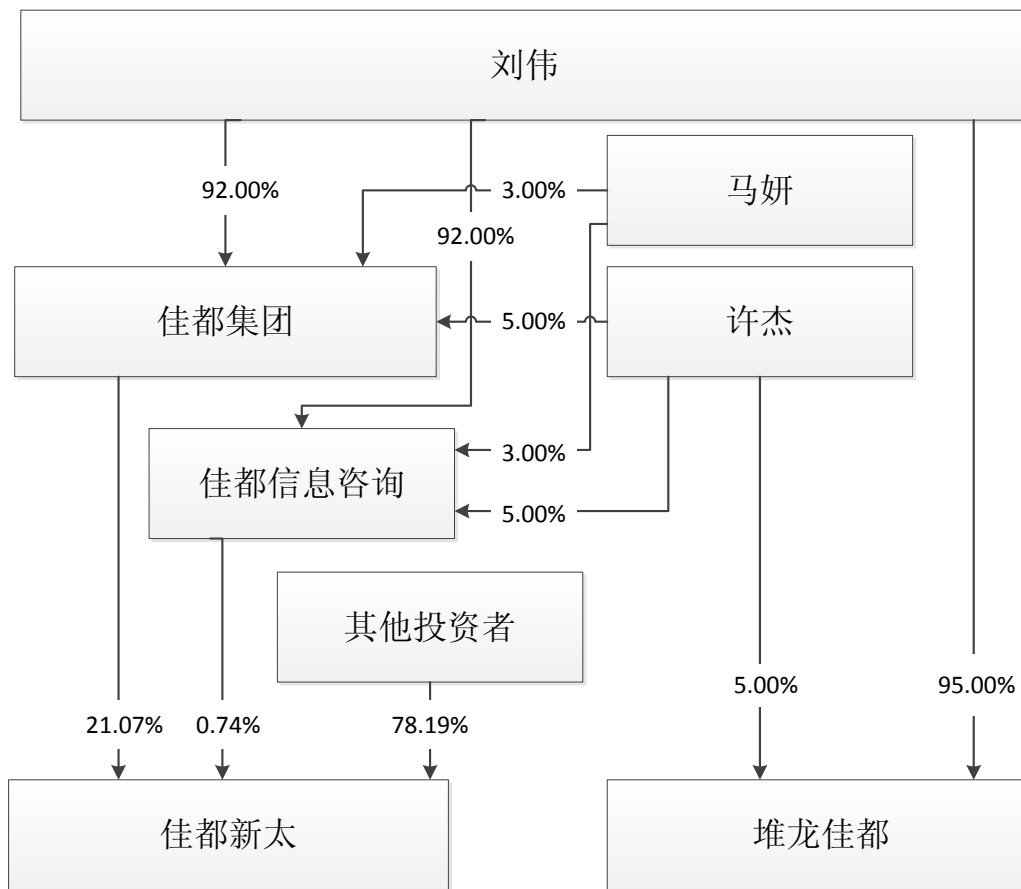 刘伟
92.00%
3.00%
马妍
92.00%
佳都集团
5.00%
许杰
佳都信息咨询
3.00%
5.00%
其他投资者
5.00%
95.00%
21.07%
0.74%
78.19%
佳都新太
堆龙佳都